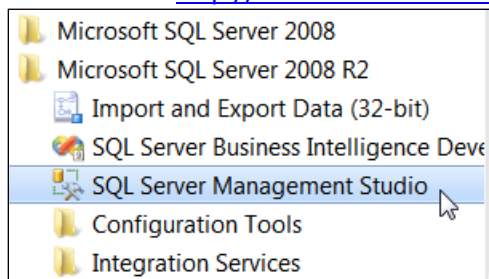 Microsoft SQL Server 2008
Microsoft SQL Server 2008 R2
Import and Export Data (32-bit)
SQL Server Business Intelligence Deve
SQL Server Management Studio
Configuration Tools
Integration Services